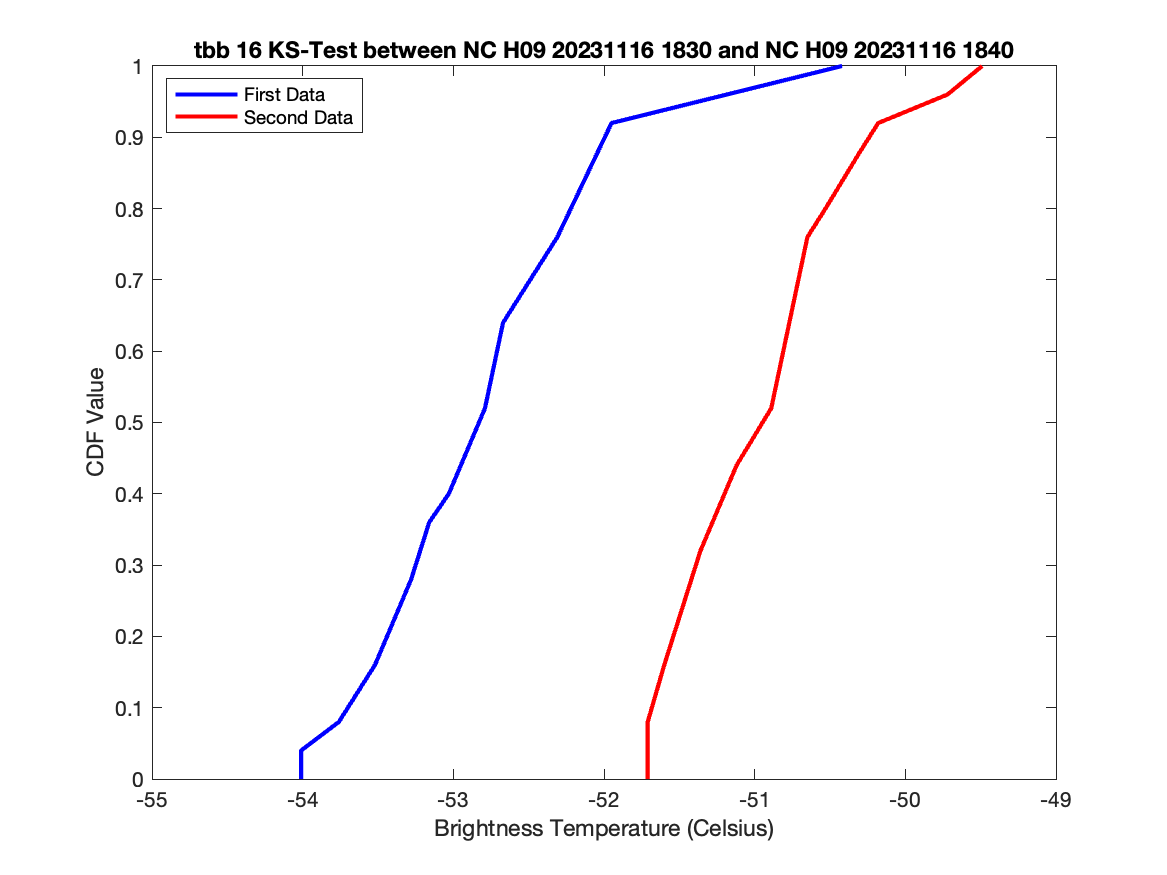 tbb 16 KS-Test between NC H09 20231116 1830 and NC H09 20231116 1840
First Data
Second Data
1
0.9
0.8
0.7
0.6
0.5
0.4
0.3
0.2
0.1
0
CDF Value
-55 -54 -53 -52 -51 -50 -49
Brightness Temperature (Celsius)